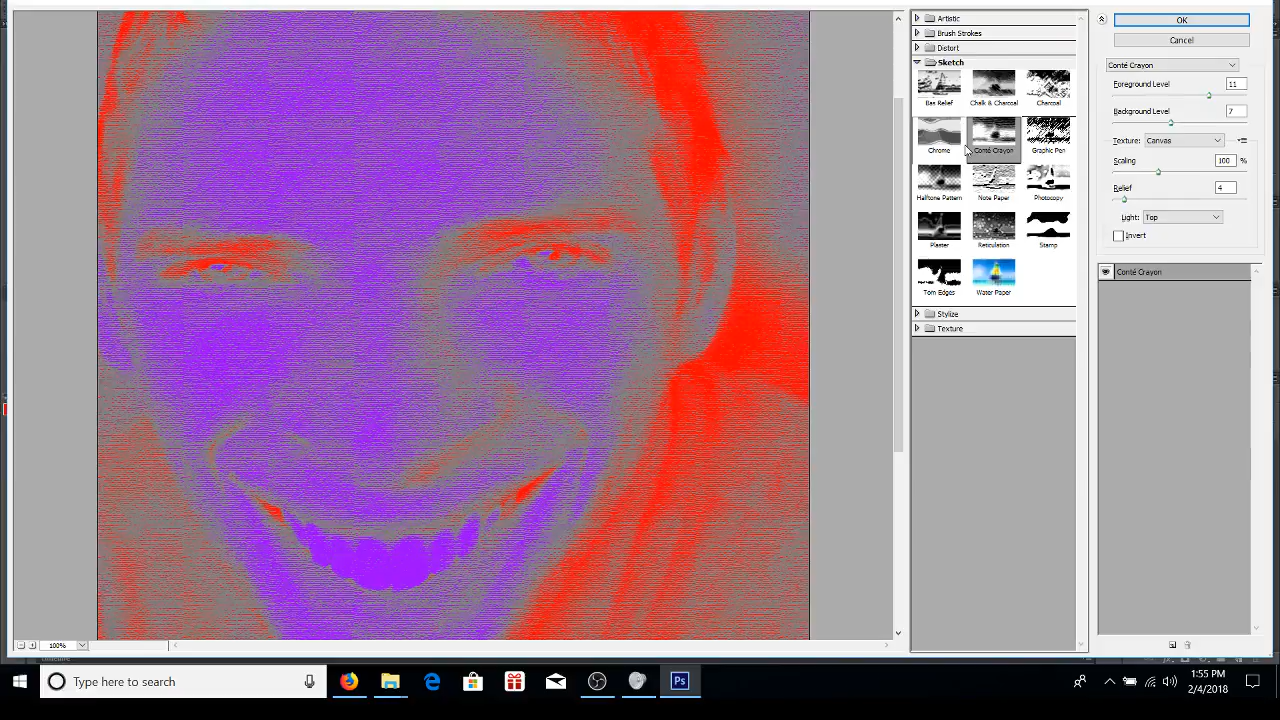 Artistic
Brush Strokes
Distort
Sketch
Bas Relief
Chalk & Charcoal
Charcoal
Chrome
Conté Crayon
Graphic Pen
Halftone Pattern
Note Paper
Photocopy
Plaster
Reticulation
Stamp
Torn Edges
Water Paper
Stylize
Texture
OK
Cancel
Conté Crayon
Foreground Level 11
Background Level 7
Texture: Canvas
Scaling 100 %
Relief 4
Light: Top
Invert
Conté Crayon
100%
Type here to search
Ps
1:55 PM
2/4/2018